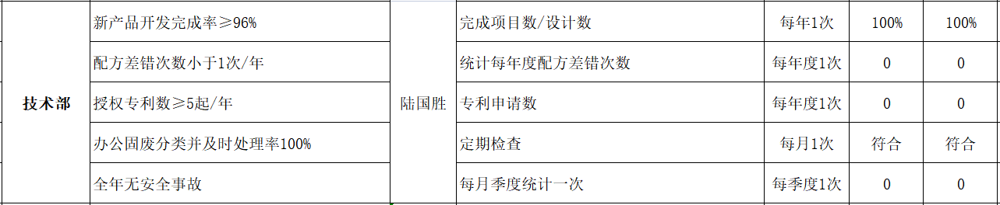 新产品开发完成率≥96% 完成项目数/设计数 每年1次 100% 100%
配方差错次数小于1次/年 统计每年度配方差错次数 每年度1次 0 0
技术部 授权专利数≥5起/年 陆国胜 专利申请数 每年度1次 0 0
办公固废分类并及时处理率100% 定期检查 每月1次 符合 符合
全年无安全事故 每月季度统计一次 每季度1次 0 0